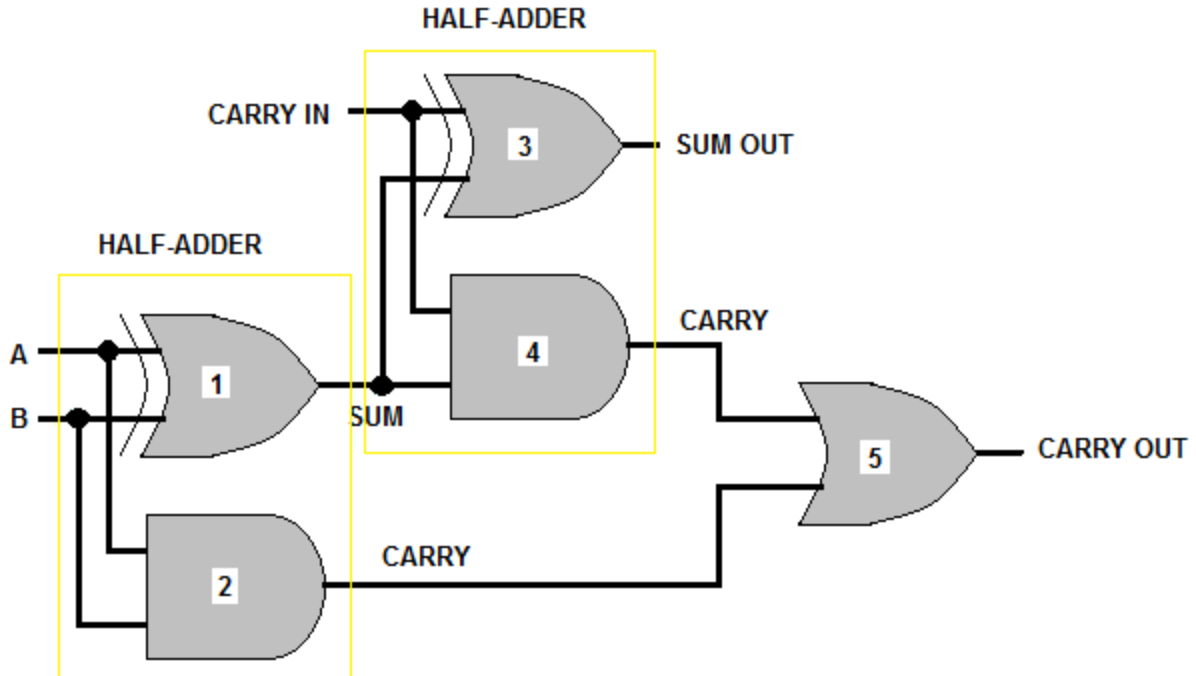 HALF-ADDER
CARRY IN
3
SUM OUT
HALF-ADDER
CARRY
4
A
1
B
SUM
5
CARRY OUT
CARRY
2